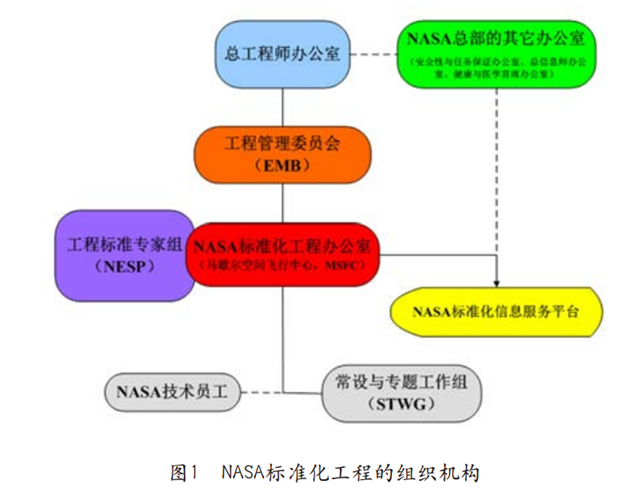 总工程师办公室
NASA总部的其它办公室
（安全性与任务保证办公室、总信息师办公
室、健康与医学首席办公室）
工程管理委员会
（EMB）
工程标准专家组
（NESP）
NASA标准化工程办公室
（马歇尔空间飞行中心，MSFC）
NASA标准化信息服务平台
NASA技术员工
常设与专题工作组
（STWG）
图1 NASA标准化工程的组织机构